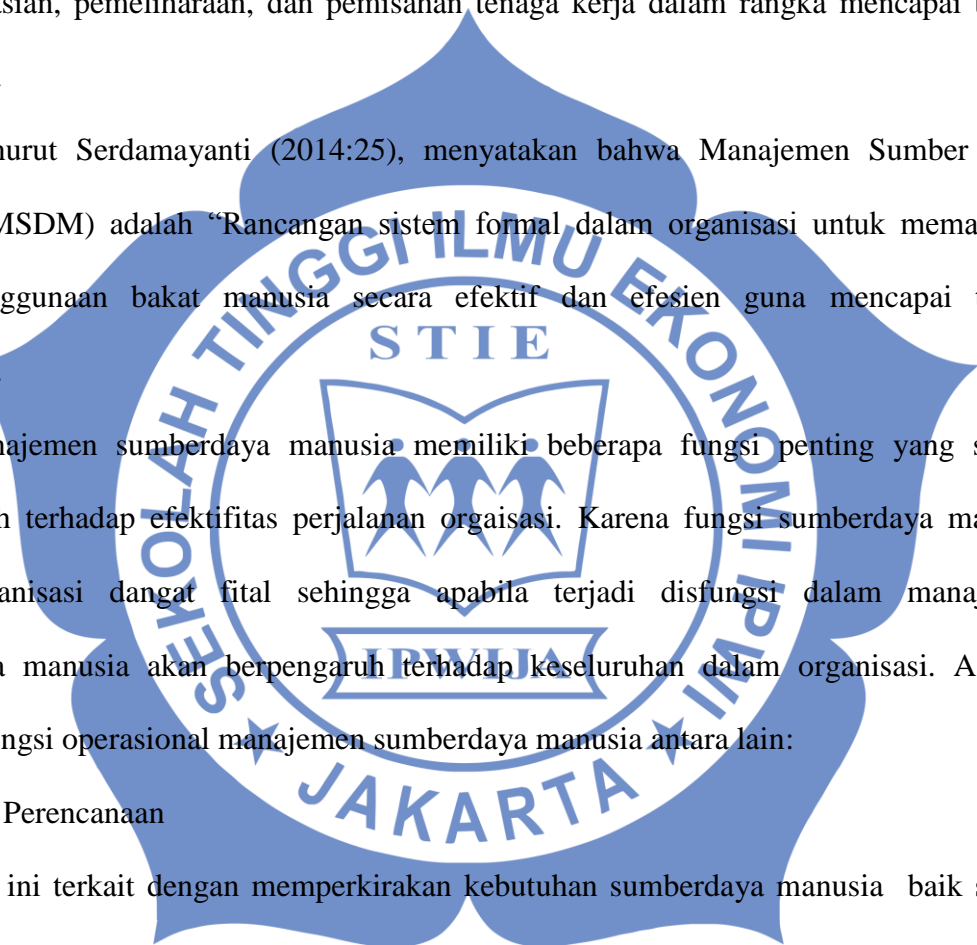 asian, pemeliharaan, dan pemisahan tenaga kerja dalam rangka mencapai
nurut Serdamayanti (2014:25), menyatakan bahwa Manajemen Sumber
MSDM) adalah “Rancangan sistem formal dalam organisasi untuk mema
ggunaan bakat manusia secara efektif dan efesien guna mencapai
najemen sumberdaya manusia memiliki beberapa fungsi penting yang s
h terhadap efektifitas perjalanan orgaisasi. Karena fungsi sumberdaya ma
anisasi dangat fital sehingga apabila terjadi disfungsi dalam manaj
a manusia akan berpengaruh terhadap keseluruhan dalam organisasi. A
ngsi operasional manajemen sumberdaya manusia antara lain:
Perencanaan
ini terkait dengan memperkirakan kebutuhan sumberdaya manusia baik s
SEKOLAH TINGGI ILMU EKONOMI IPWIJA
STIE
IPWIJA
JAKARTA